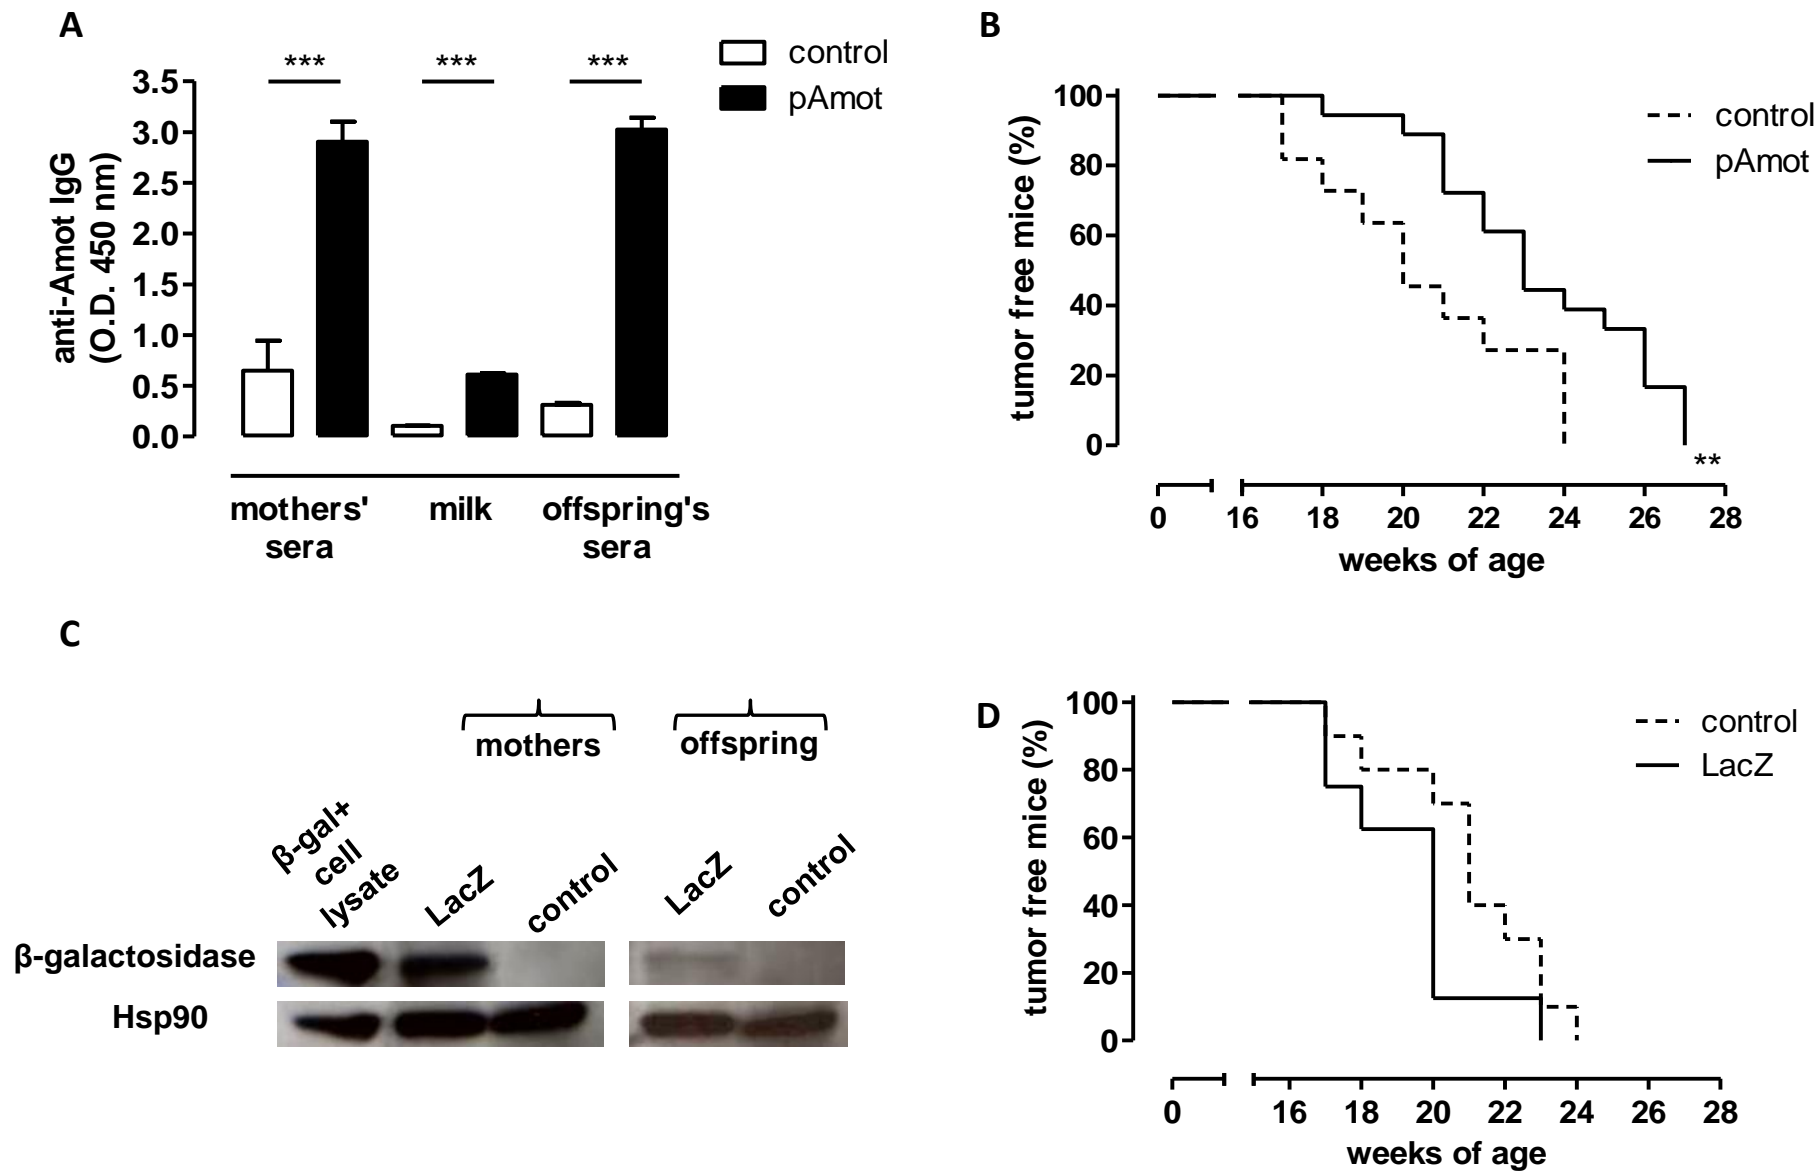 A
*** *** ***
control
pAmot
3.5
3.0
2.5
2.0
1.5
1.0
0.5
0.0
anti-Amot IgG
(O.D. 450 nm)
mothers' milk offspring's
sera sera
B
control
pAmot
100
80
60
40
20
0
tumor free mice (%)
**
0 16 18 20 22 24 26 28
weeks of age
C
mothers offspring
β-gal+
cell
lysate
LacZ
control
LacZ
control
β-galactosidase
Hsp90
D
control
LacZ
100
80
60
40
20
0
tumor free mice (%)
0 16 18 20 22 24 26 28
weeks of age